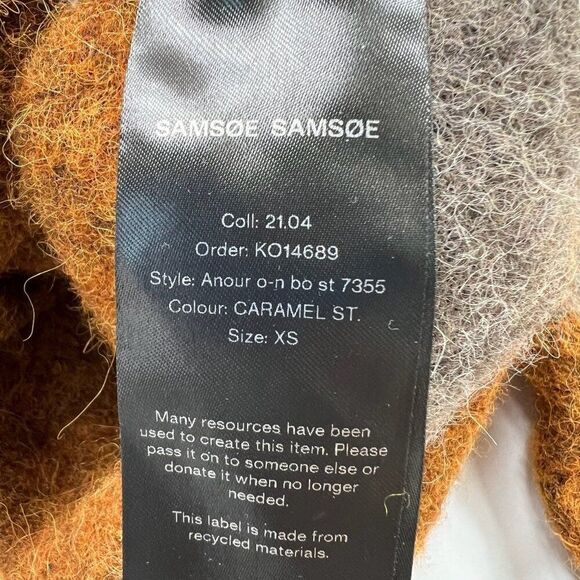 SAMSØE SAMSØE
Coll: 21.04
Order: KO14689
Style: Anour o-n bo st 7355
Colour: CARAMEL ST.
Size: XS
Many resources have been
used to create this item. Please
pass it on to someone else or
donate it when no longer
needed.
This label is made from
recycled materials.